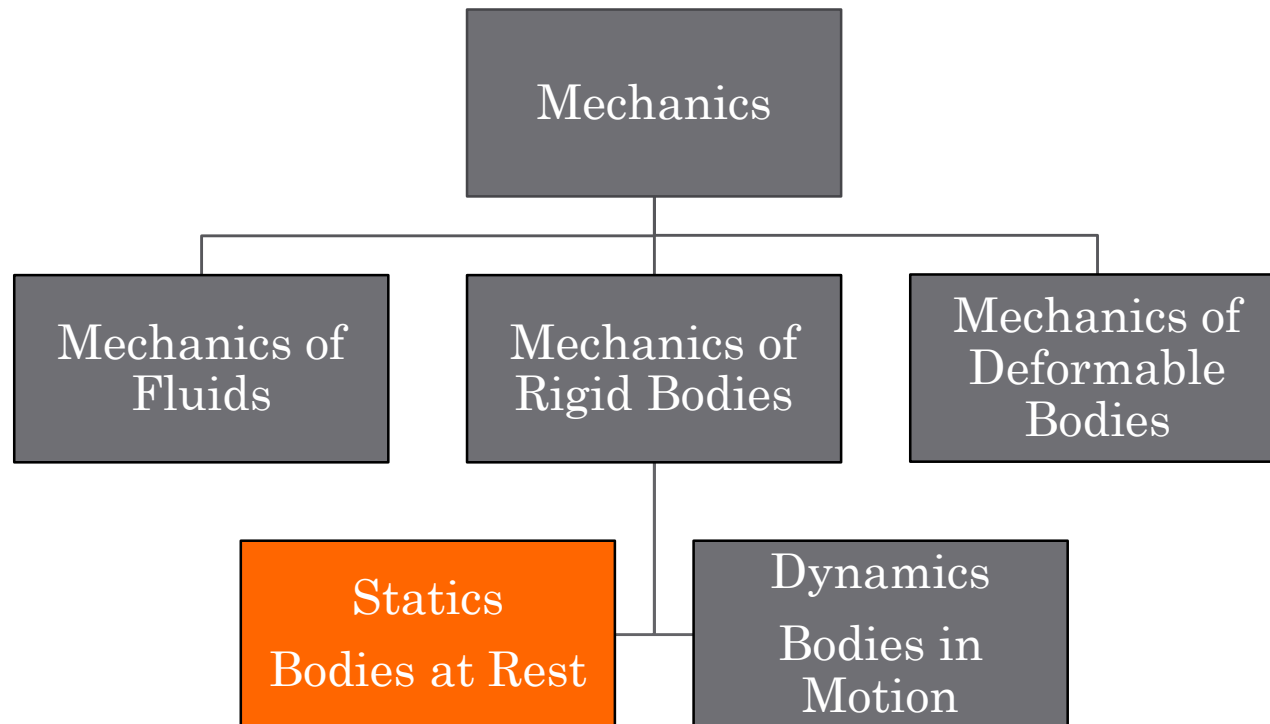 Mechanics
Mechanics of
Fluids
Mechanics of
Rigid Bodies
Mechanics of
Deformable
Bodies
Statics
Bodies at Rest
Dynamics
Bodies in
Motion